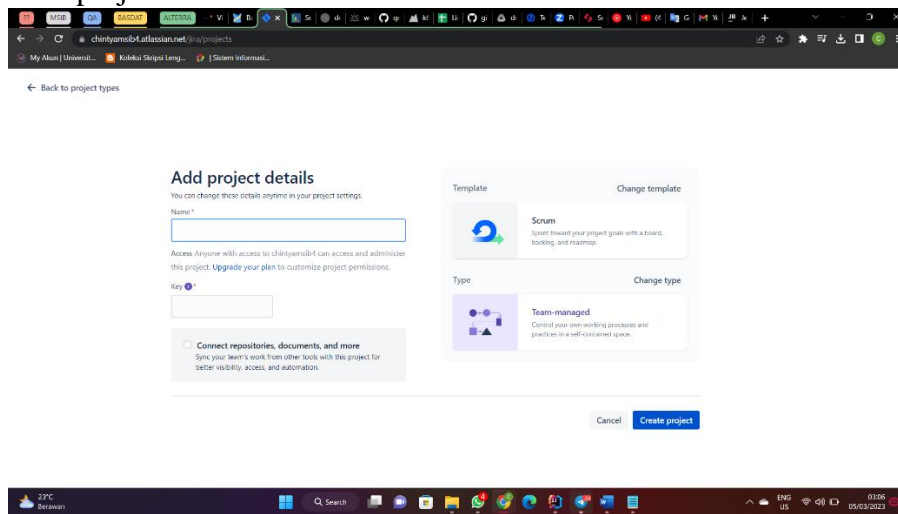 MSIB QA BASDAT ALTERRA
chintyamsib4.atlassian.net/jira/projects
My Akun | Universit... Koleksi Skripsi Leng... | Sistem Informasi...
Back to project types
Add project details
You can change these details anytime in your project settings.
Name *
Access Anyone with access to chintyamsib4 can access and administer
this project. Upgrade your plan to customize project permissions.
Key *
Connect repositories, documents, and more
Sync your team's work from other tools with this project for
better visibility, access, and automation.
Template Change template
Scrum
Sprint toward your project goals with a board,
backlog, and roadmap.
Type Change type
Team-managed
Control your own working processes and
practices in a self-contained space.
Cancel Create project
23°C
Berawan
Search
ENG
US
03:06
05/03/2023